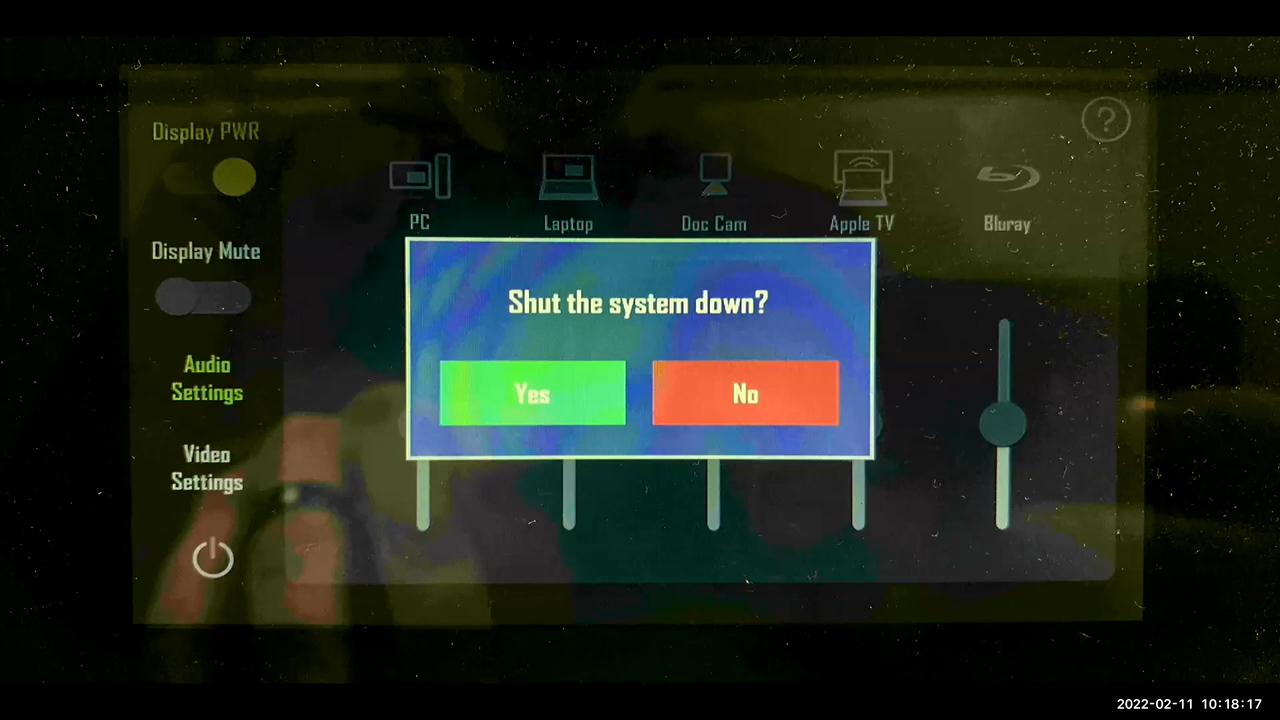 Display PWR
?
PC
Laptop
Doc Cam
Apple TV
Bluray
Display Mute
Shut the system down?
Yes
No
Audio
Settings
Video
Settings
2022-02-11 10:18:17